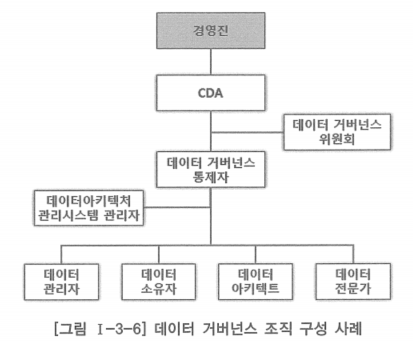 경영진
CDA
데이터 거버넌스
위원회
데이터 거버넌스
통제자
데이터아키텍처
관리시스템 관리자
데이터
관리자
데이터
소유자
데이터
아키텍트
데이터
전문가
[그림 Ⅰ-3-6] 데이터 거버넌스 조직 구성 사례